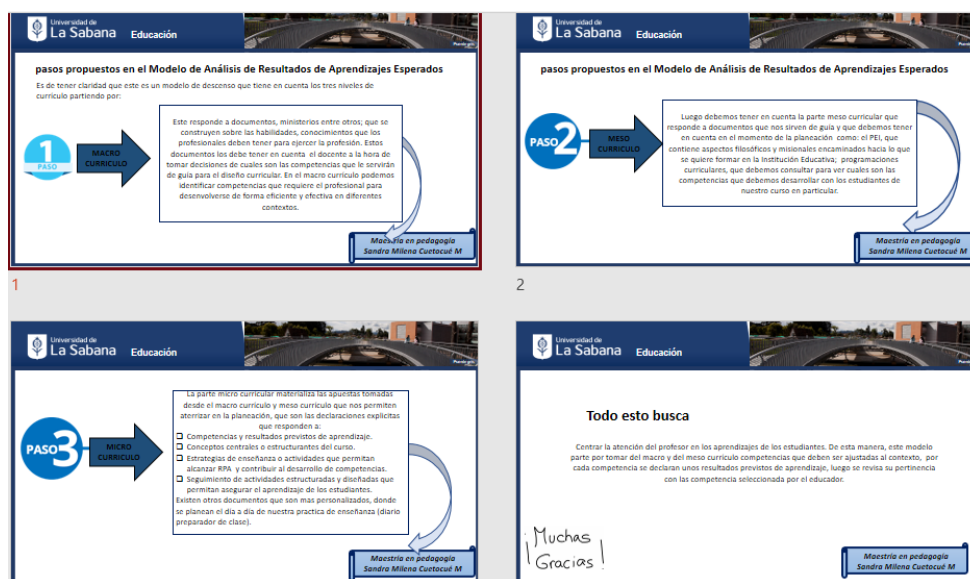 Universidad de
La Sabana Educación
pasos propuestos en el Modelo de Análisis de Resultados de Aprendizajes Esperados
Es de tener claridad que este es un modelo de descenso que tiene en cuenta los tres niveles de
currículo partiendo por:
1
PASO
MACRO
CURRICULO
Este responde a documentos, ministerios entre otros; que se
construyen sobre las habilidades, conocimientos que los
profesionales deben tener para ejercer la profesión. Estos
documentos los debe tener en cuenta el docente a la hora de
tomar decisiones de cuales son las competencias que le servirán
de guía para el diseño curricular. En el macro currículo podemos
identificar competencias que requiere el profesional para
desenvolverse de forma eficiente y efectiva en diferentes
contextos.
Maestría en pedagogía
Sandra Milena Cuetocué M
1
Universidad de
La Sabana Educación
pasos propuestos en el Modelo de Análisis de Resultados de Aprendizajes Esperados
PASO 2
MESO
CURRICULO
Luego debemos tener en cuenta la parte meso curricular que
responde a documentos que nos sirven de guía y que debemos tener
en cuenta en el momento de la planeación como: el PEI, que
contiene aspectos filosóficos y misionales encaminados hacia lo que
se quiere formar en la Institución Educativa; programaciones
curriculares, que debemos consultar para ver cuales son las
competencias que debemos desarrollar con los estudiantes de
nuestro curso en particular.
Maestría en pedagogía
Sandra Milena Cuetocué M
2
Universidad de
La Sabana Educación
PASO 3
MICRO
CURRICULO
La parte micro curricular materializa las apuestas tomadas
desde el macro currículo y meso currículo que nos permiten
aterrizar en la planeación, que son las declaraciones explicitas
que responden a:
Competencias y resultados previstos de aprendizaje.
Conceptos centrales o estructurantes del curso.
Estrategias de enseñanza o actividades que permitan
alcanzar RPA y contribuir al desarrollo de competencias.
Seguimiento de actividades estructuradas y diseñadas que
permitan asegurar el aprendizaje de los estudiantes.
Existen otros documentos que son más personalizados, donde
se planean el día a día de nuestra practica de enseñanza (diario
preparador de clase).
Maestría en pedagogía
Sandra Milena Cuetocué M
Universidad de
La Sabana Educación
Todo esto busca
Centrar la atención del profesor en los aprendizajes de los estudiantes. De esta manera, este modelo
parte por tomar del macro y del meso currículo competencias que deben ser ajustadas al contexto, por
cada competencia se declaran unos resultados previstos de aprendizaje, luego se revisa su pertinencia
con las competencia seleccionada por el educador.
¡Muchas
Gracias!
Maestría en pedagogía
Sandra Milena Cuetocué M